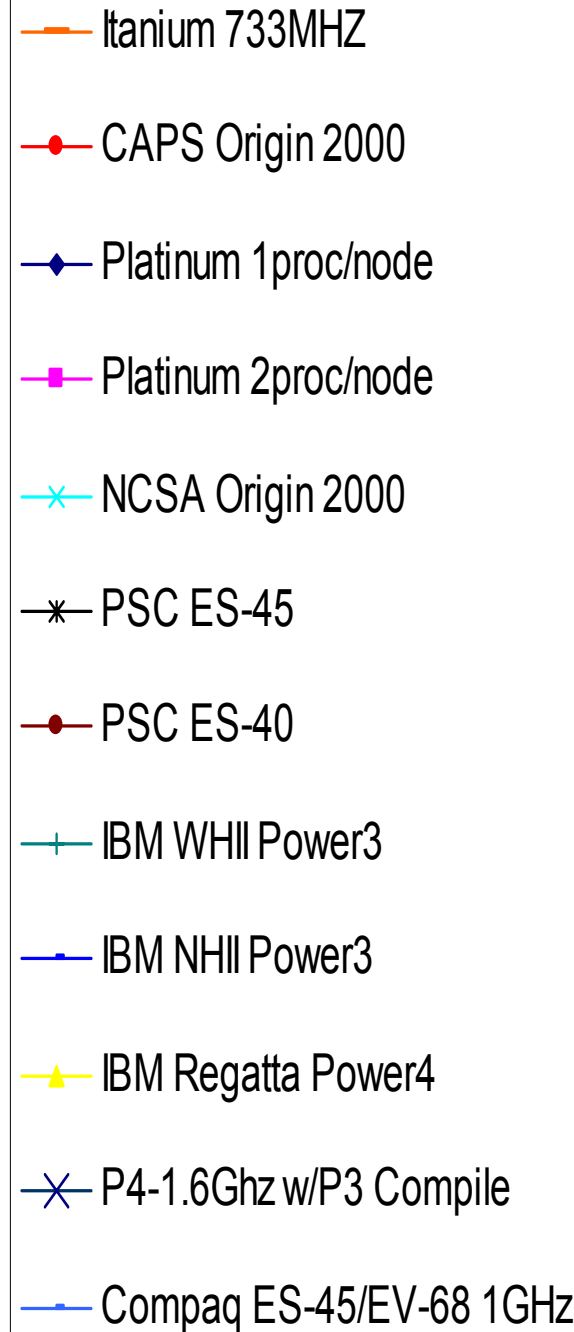 Itanium 733MHZ
CAPS Origin 2000
Platinum 1proc/node
Platinum 2proc/node
NCSA Origin 2000
PSC ES-45
PSC ES-40
IBM WHII Power3
IBM NHII Power3
IBM Regatta Power4
P4-1.6Ghz w/P3 Compile
Compaq ES-45/EV-68 1GHz